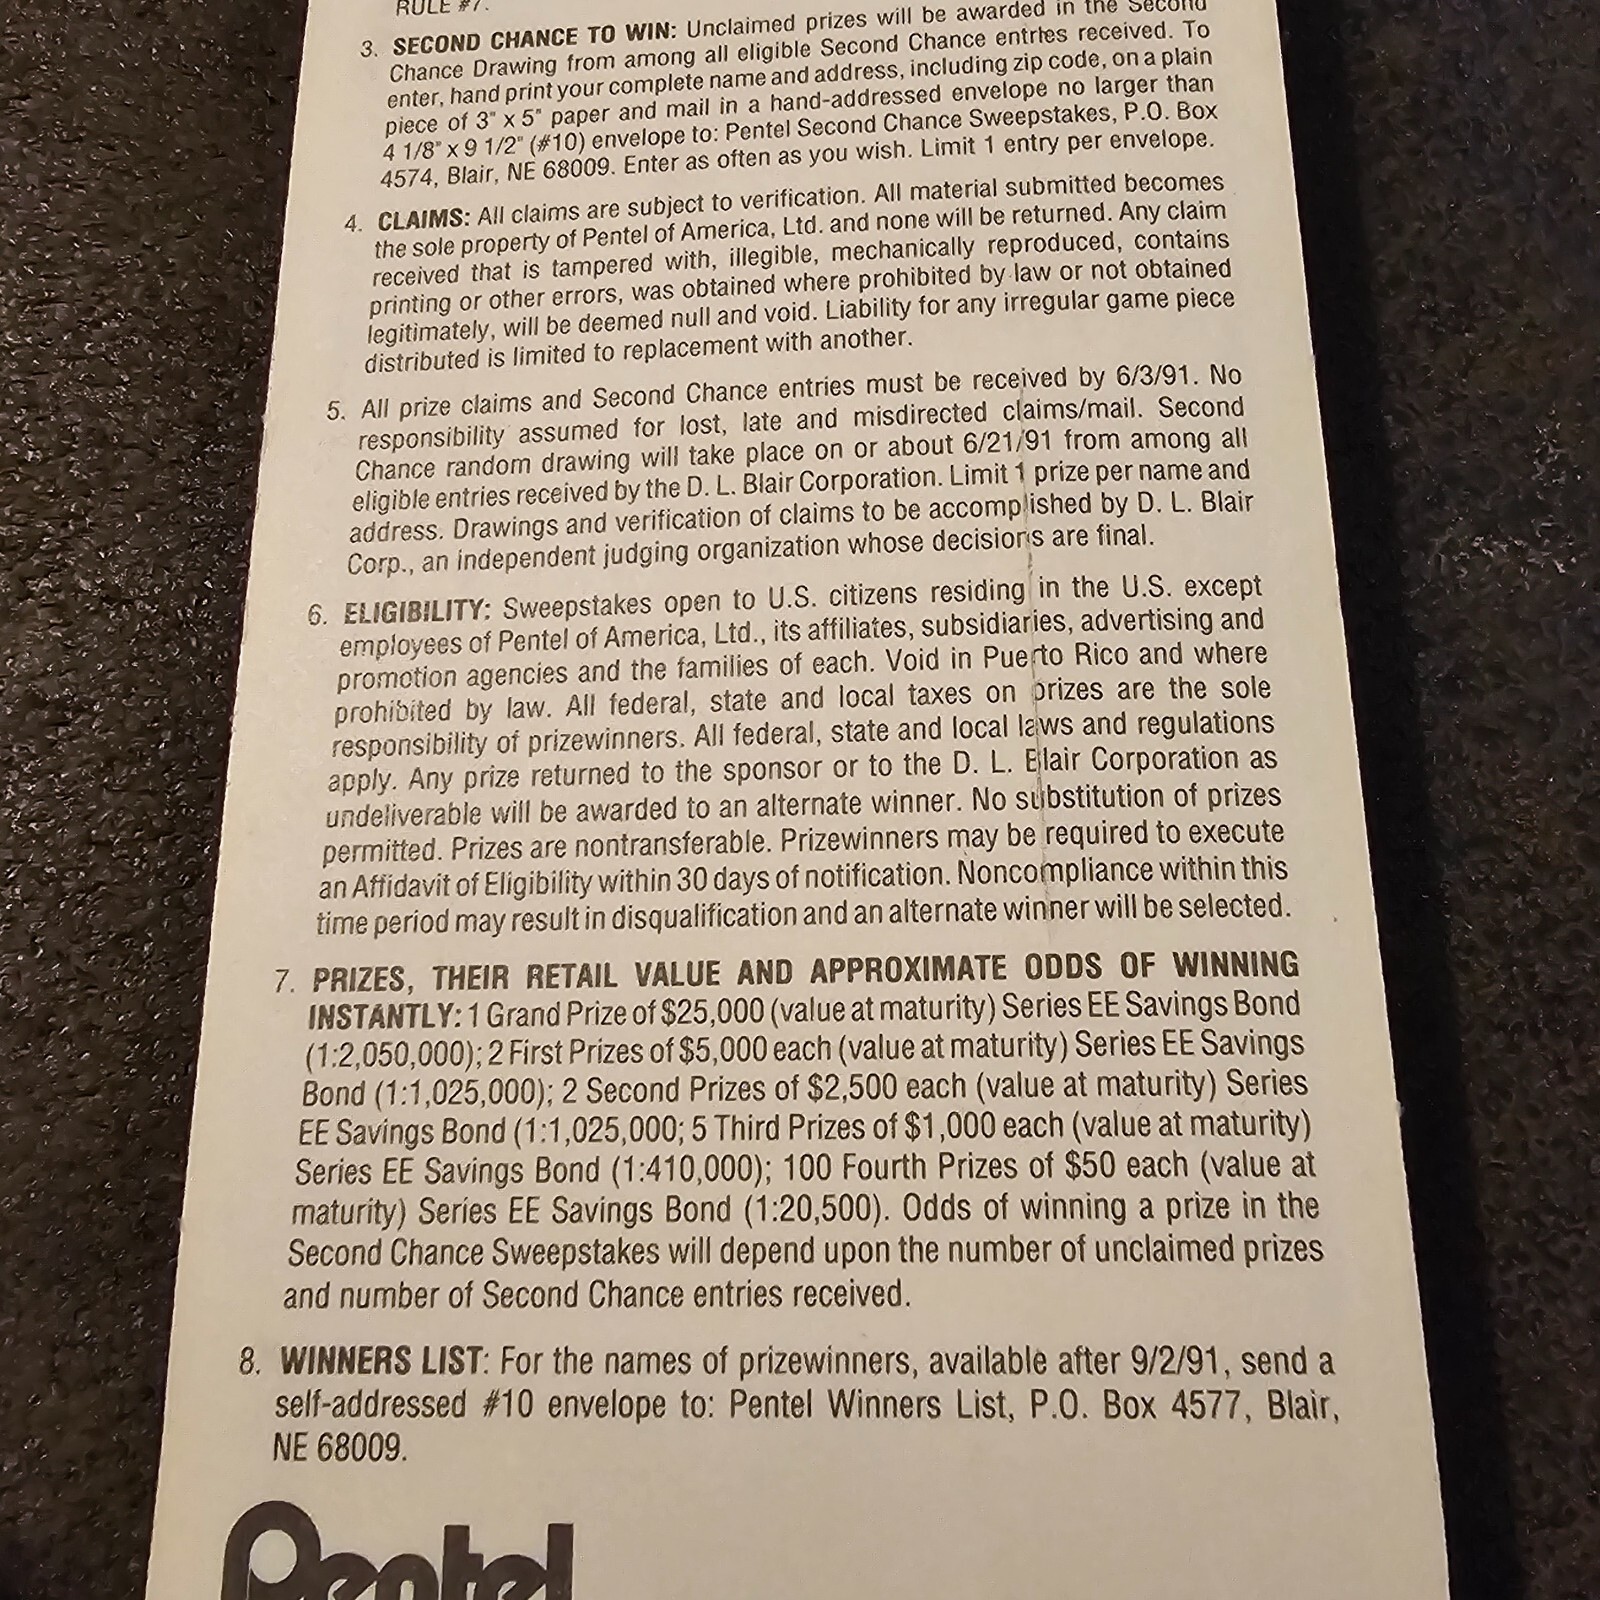 RULE #7.
3. SECOND CHANCE TO WIN: Unclaimed prizes will be awarded in the Second
Chance Drawing from among all eligible Second Chance entries received. To
enter, hand print your complete name and address, including zip code, on a plain
piece of 3" x 5" paper and mail in a hand-addressed envelope no larger than
4 1/8" x 9 1/2" (#10) envelope to: Pentel Second Chance Sweepstakes, P.O. Box
4574, Blair, NE 68009. Enter as often as you wish. Limit 1 entry per envelope.
4. CLAIMS: All claims are subject to verification. All material submitted becomes
the sole property of Pentel of America, Ltd. and none will be returned. Any claim
received that is tampered with, illegible, mechanically reproduced, contains
printing or other errors, was obtained where prohibited by law or not obtained
legitimately, will be deemed null and void. Liability for any irregular game piece
distributed is limited to replacement with another.
5. All prize claims and Second Chance entries must be received by 6/3/91. No
responsibility assumed for lost, late and misdirected claims/mail. Second
Chance random drawing will take place on or about 6/21/91 from among all
eligible entries received by the D. L. Blair Corporation. Limit 1 prize per name and
address. Drawings and verification of claims to be accomplished by D. L. Blair
Corp., an independent judging organization whose decisions are final.
6. ELIGIBILITY: Sweepstakes open to U.S. citizens residing in the U.S. except
employees of Pentel of America, Ltd., its affiliates, subsidiaries, advertising and
promotion agencies and the families of each. Void in Puerto Rico and where
prohibited by law. All federal, state and local taxes on prizes are the sole
responsibility of prizewinners. All federal, state and local laws and regulations
apply. Any prize returned to the sponsor or to the D. L. Blair Corporation as
undeliverable will be awarded to an alternate winner. No substitution of prizes
permitted. Prizes are nontransferable. Prizewinners may be required to execute
an Affidavit of Eligibility within 30 days of notification. Noncompliance within this
time period may result in disqualification and an alternate winner will be selected.
7. PRIZES, THEIR RETAIL VALUE AND APPROXIMATE ODDS OF WINNING
INSTANTLY: 1 Grand Prize of $25,000 (value at maturity) Series EE Savings Bond
(1:2,050,000); 2 First Prizes of $5,000 each (value at maturity) Series EE Savings
Bond (1:1,025,000); 2 Second Prizes of $2,500 each (value at maturity) Series
EE Savings Bond (1:1,025,000; 5 Third Prizes of $1,000 each (value at maturity)
Series EE Savings Bond (1:410,000); 100 Fourth Prizes of $50 each (value at
maturity) Series EE Savings Bond (1:20,500). Odds of winning a prize in the
Second Chance Sweepstakes will depend upon the number of unclaimed prizes
and number of Second Chance entries received.
8. WINNERS LIST: For the names of prizewinners, available after 9/2/91, send a
self-addressed #10 envelope to: Pentel Winners List, P.O. Box 4577, Blair,
NE 68009.
Pentel